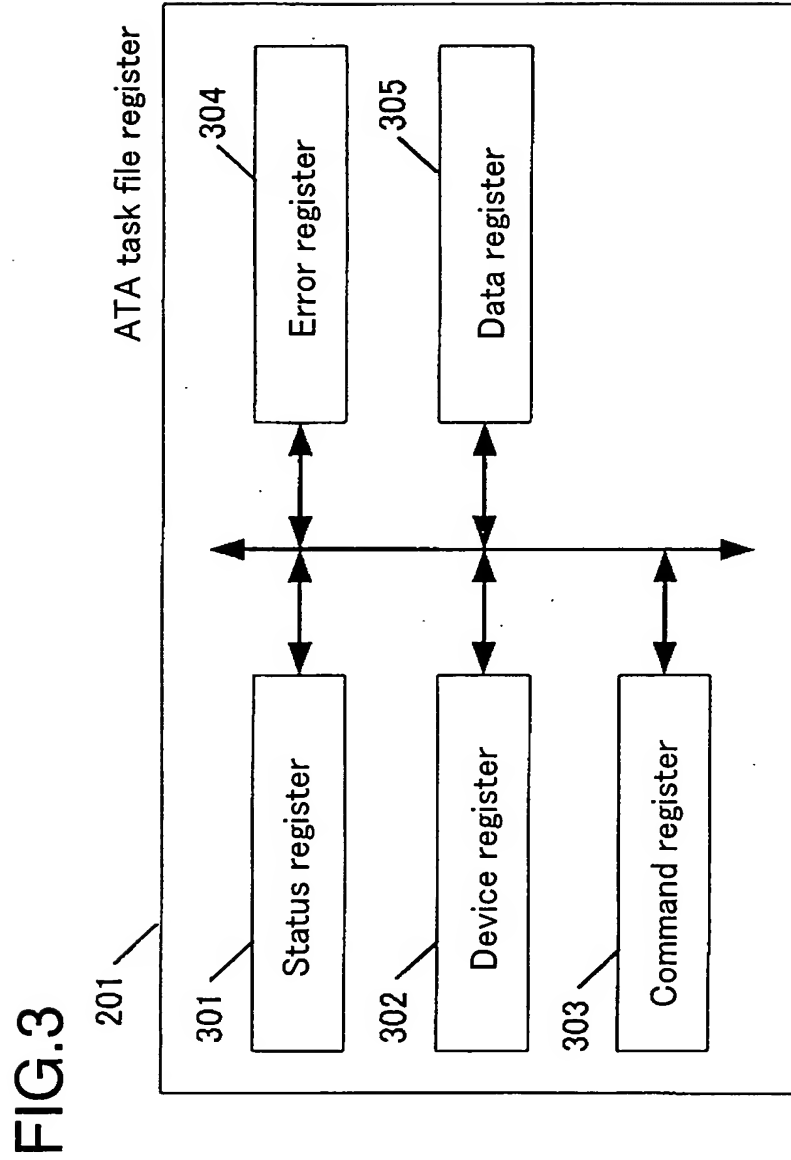 FIG.3
201
ATA task file register
301
Status register
304
Error register
302
Device register
305
Data register
303
Command register